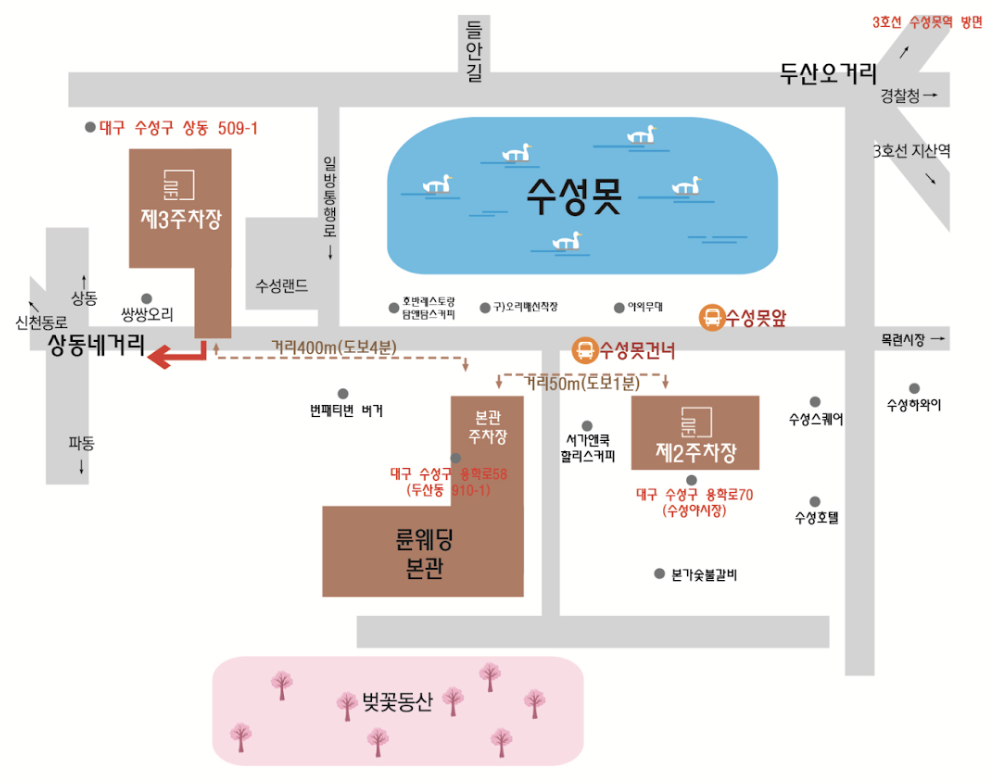 3호선 수성못역 방면
들안길
두산오거리
경찰청
대구 수성구 상동 509-1
3호선 지산역
일방통행로
수성못
제3주차장
수성랜드
상동
쌍쌍오리
신천동로
호반레스토랑
탐앤탐스커피
구)오리배선착장
야외무대
수성못앞
상동네거리
거리400m(도보4분)
수성못건너
목련시장
거리50m(도보1분)
번패티번 버거
본관
주차장
서가앤쿡
할리스커피
제2주차장
수성스퀘어
수성하와이
파동
대구 수성구 용학로58
(두산동 910-1)
대구 수성구 용학로70
(수성야시장)
수성호텔
륜웨딩
본관
본가숯불갈비
벚꽃동산